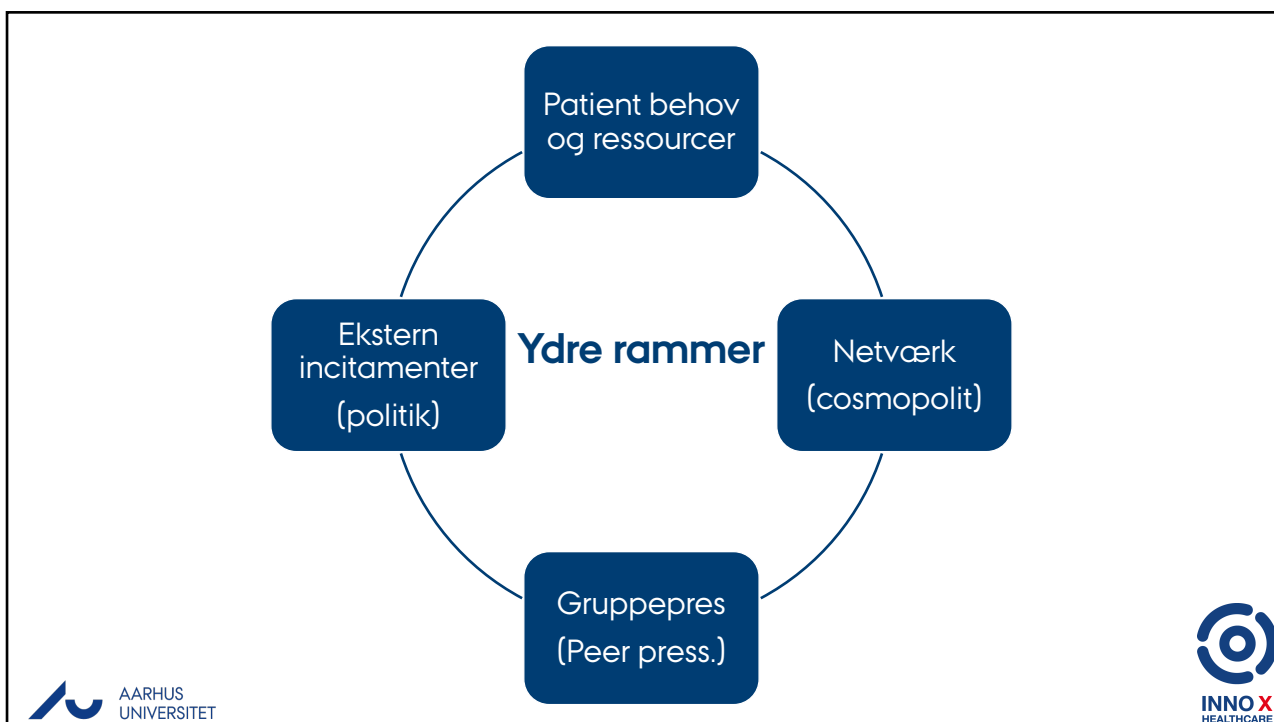 Patient behov
og ressourcer
Ekstern
incitamenter
(politik)
Ydre rammer
Netværk
(cosmopolit)
Gruppepres
(Peer press.)
AARHUS
UNIVERSITET
INNO X
HEALTHCARE